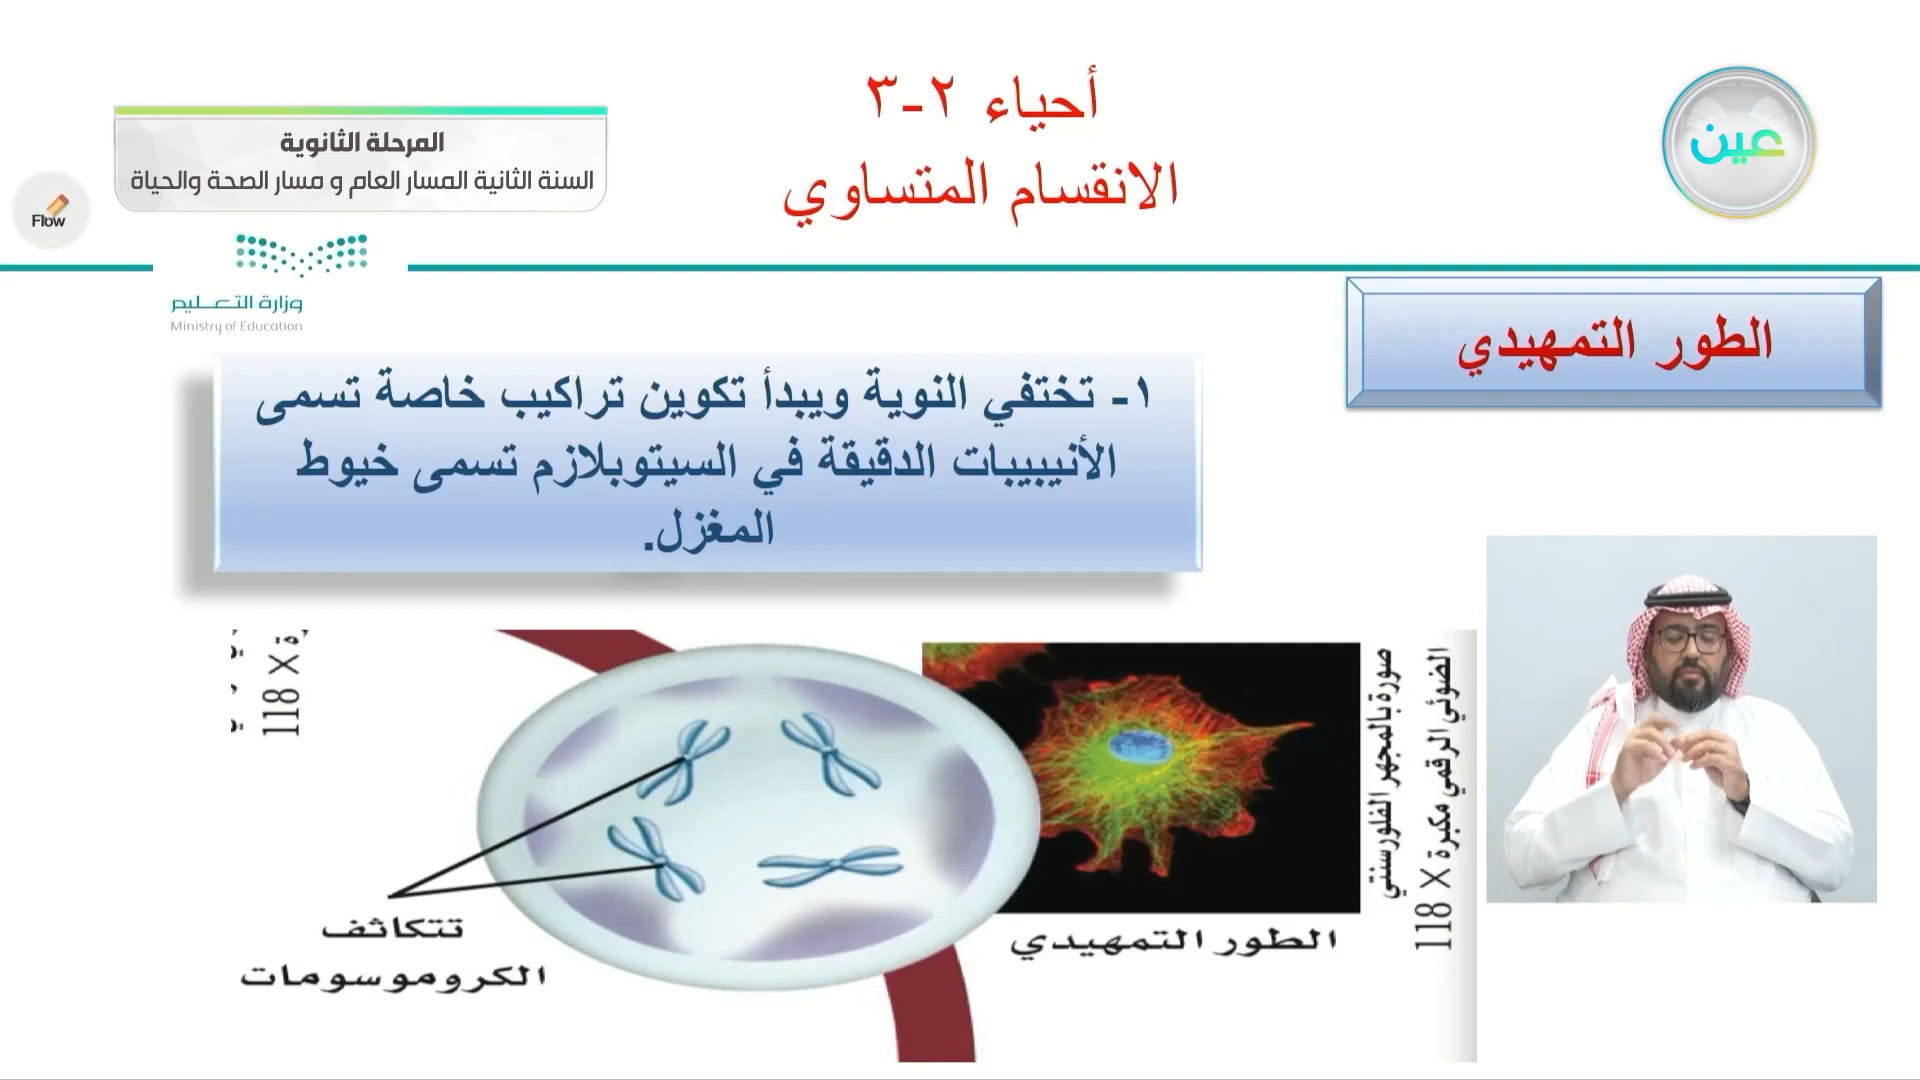 أحياء ٢-٣
الانقسام المتساوي
عين
المرحلة الثانوية
السنة الثانية المسار العام و مسار الصحة والحياة
Flow
وزارة التعليم
Ministry of Education
الطور التمهيدي
١- تختفي النوية ويبدأ تكوين تراكيب خاصة تسمى
الأنيبيبات الدقيقة في السيتوبلازم تسمى خيوط
المغزل.
118 X
صورة بالمجهر الفلورسنتي
الضوئي الرقمي مكبرة X 118
الطور التمهيدي
تتكاثف
الكروموسومات